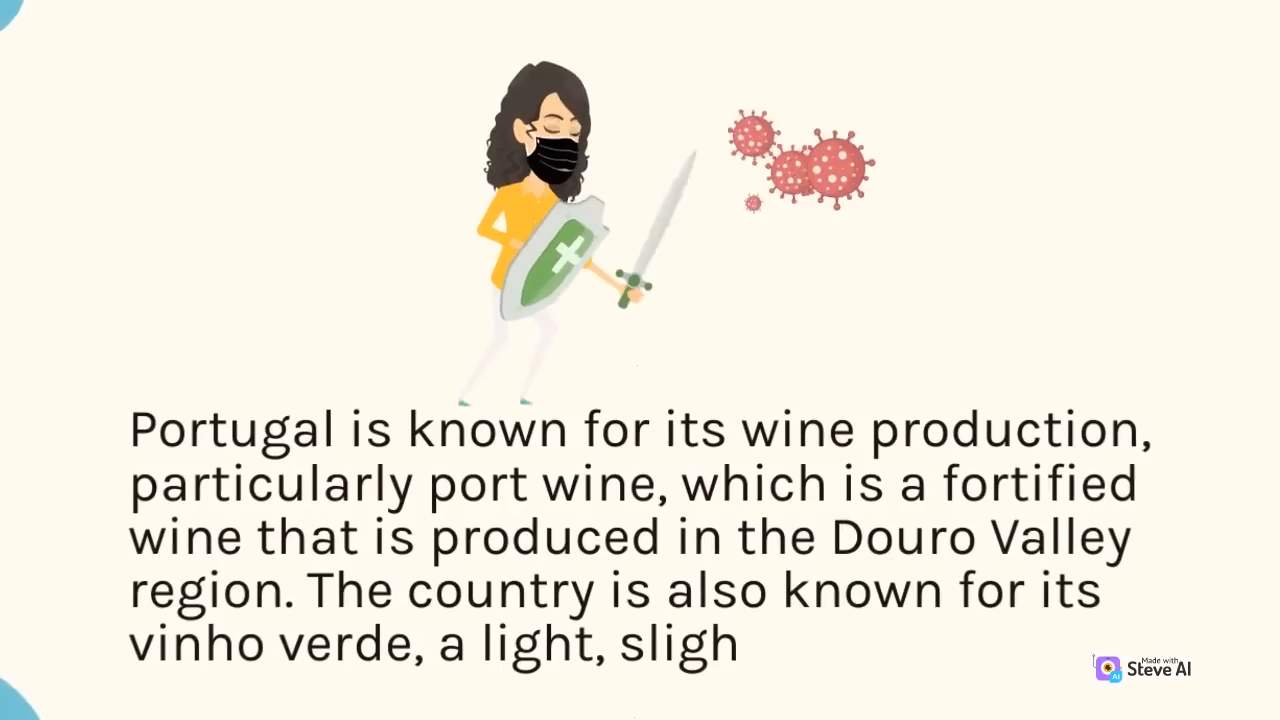 Portugal is known for its wine production,
particularly port wine, which is a fortified
wine that is produced in the Douro Valley
region. The country is also known for its
vinho verde, a light, sligh
Made with
Steve AI
AI